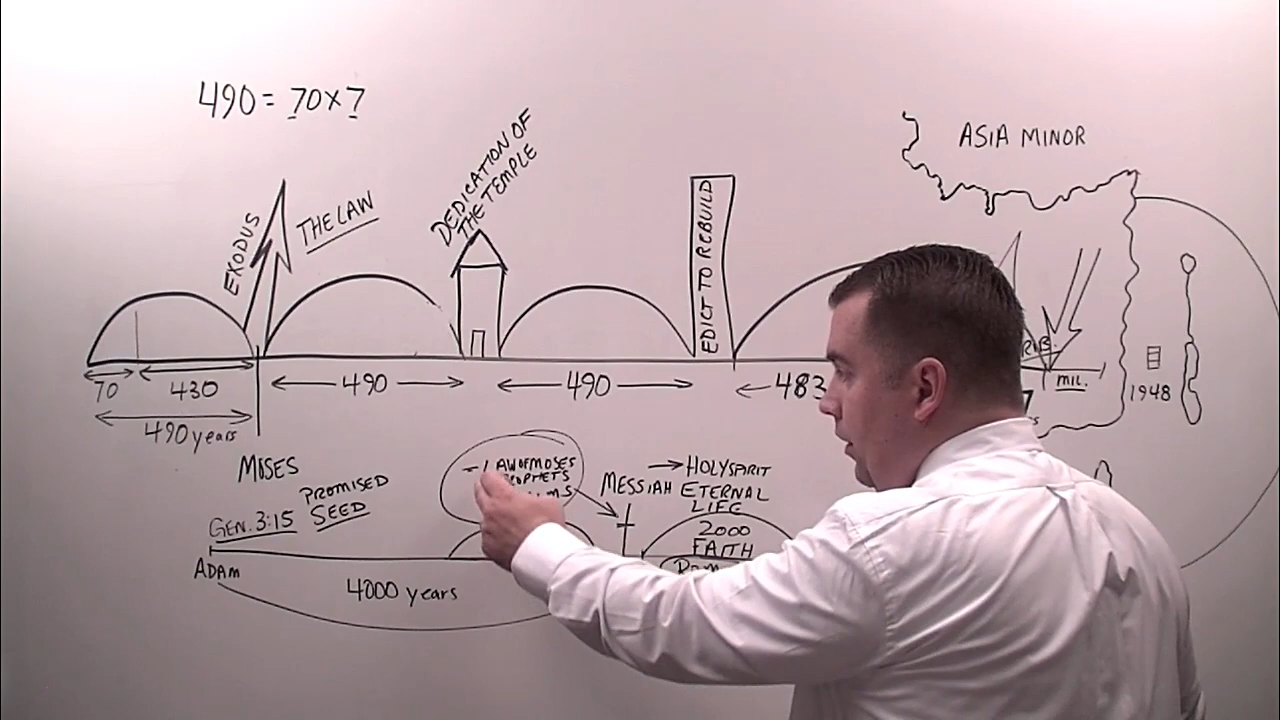 490 = 70 x 7
ASIA MINOR
EXODUS
THE LAW
DEDICATION OF
THE TEMPLE
EDICT TO REBUILD
70
430
490
490
483
MIL.
1948
490 years
MOSES
PROMISED
SEED
GEN. 3:15
PROPHETS
MESSIAH
HOLY SPIRIT
ETERNAL
LIFE
2000
FAITH
ADAM
4000 years